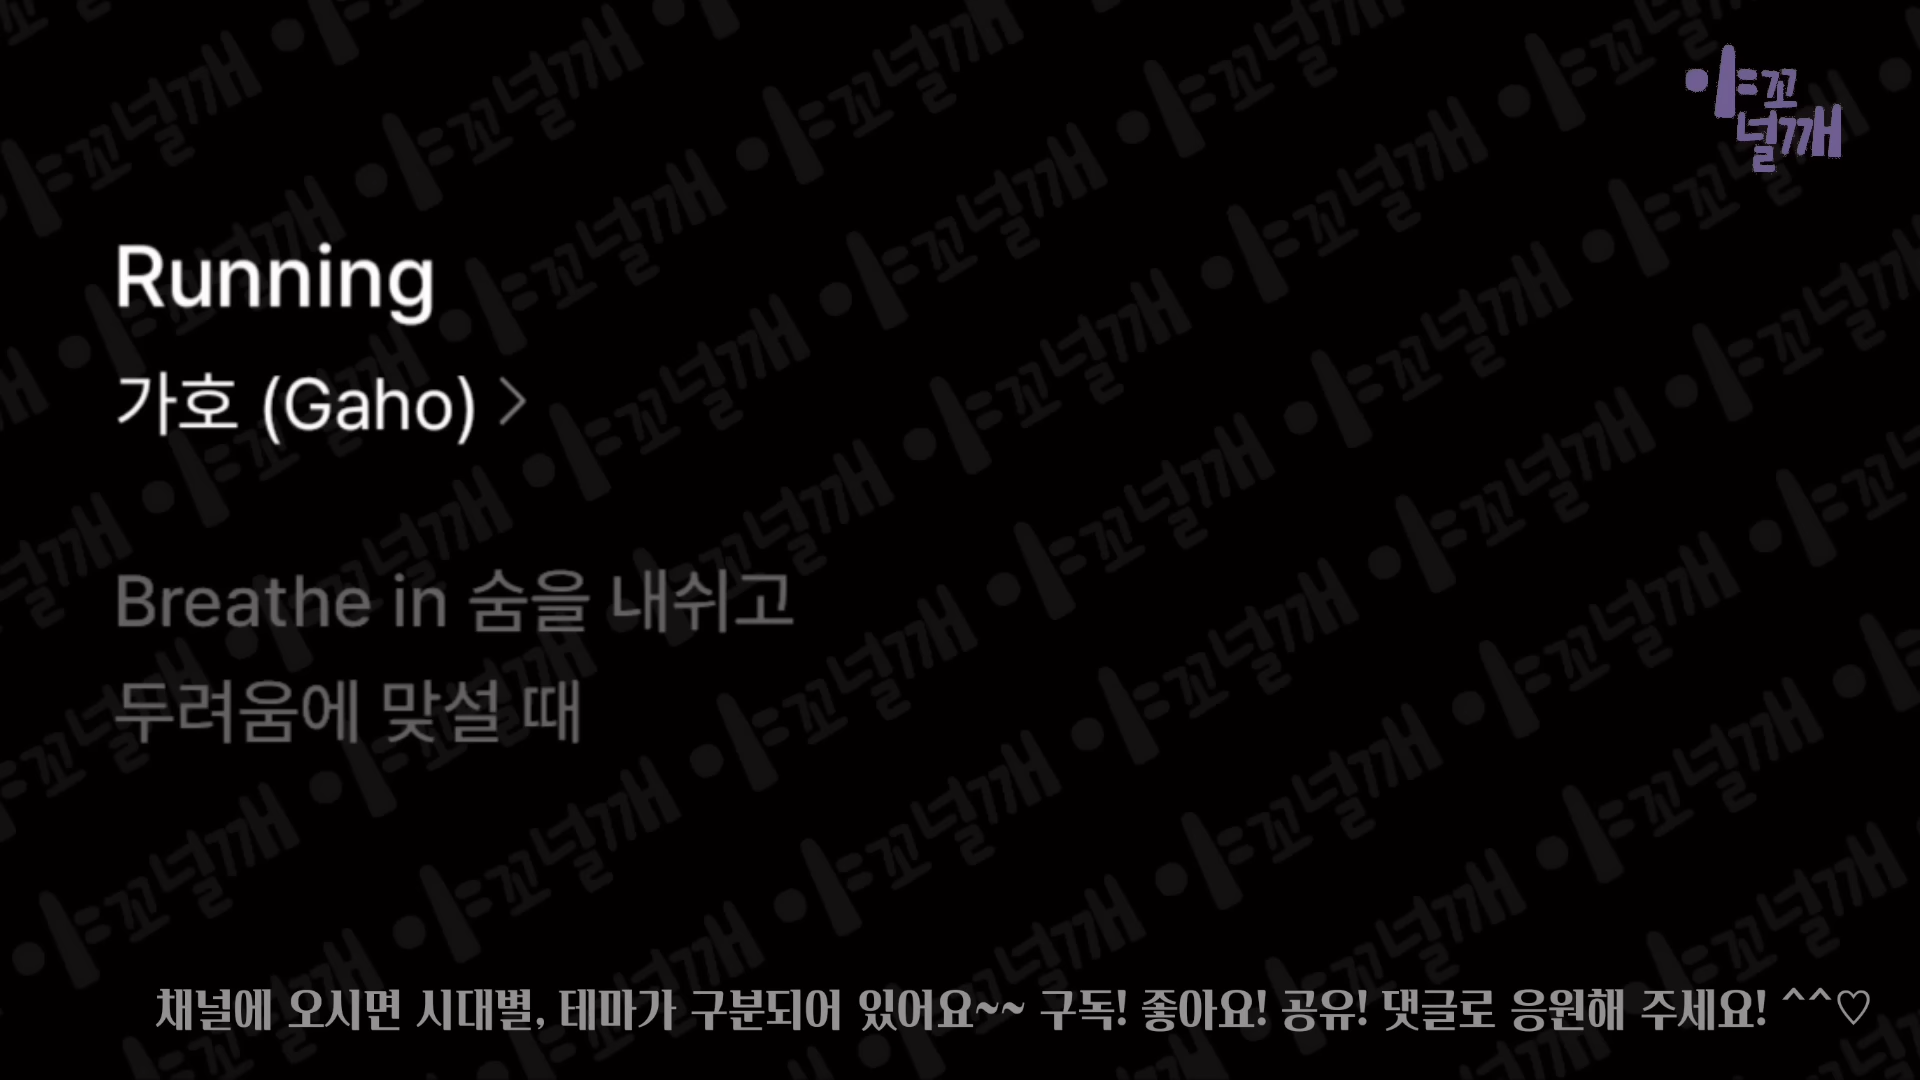 야꼬
널깨
Running
가호 (Gaho) >
Breathe in 숨을 내쉬고
두려움에 맞설 때
채널에 오시면 시대별, 테마가 구분되어 있어요~~ 구독! 좋아요! 공유! 댓글로 응원해 주세요! ^^♡